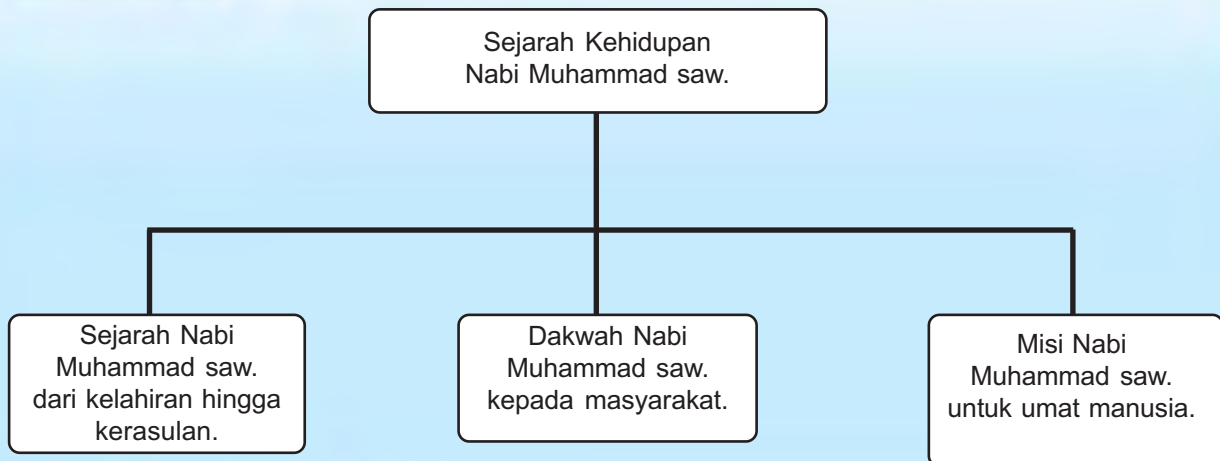 Sejarah Kehidupan
Nabi Muhammad saw.
Sejarah Nabi
Muhammad saw.
dari kelahiran hingga
kerasulan.
Dakwah Nabi
Muhammad saw.
kepada masyarakat.
Misi Nabi
Muhammad saw.
untuk umat manusia.